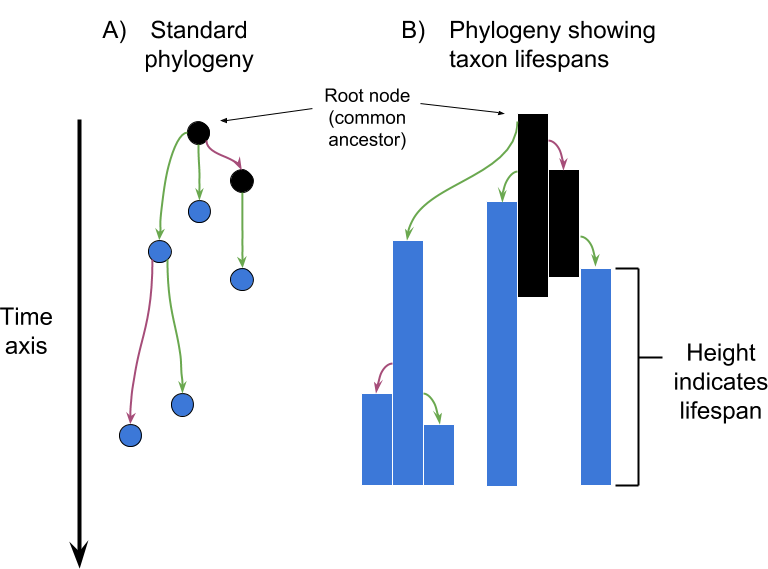 A) Standard
phylogeny
B) Phylogeny showing
taxon lifespans
Root node
(common
ancestor)
Time
axis
Height
indicates
lifespan